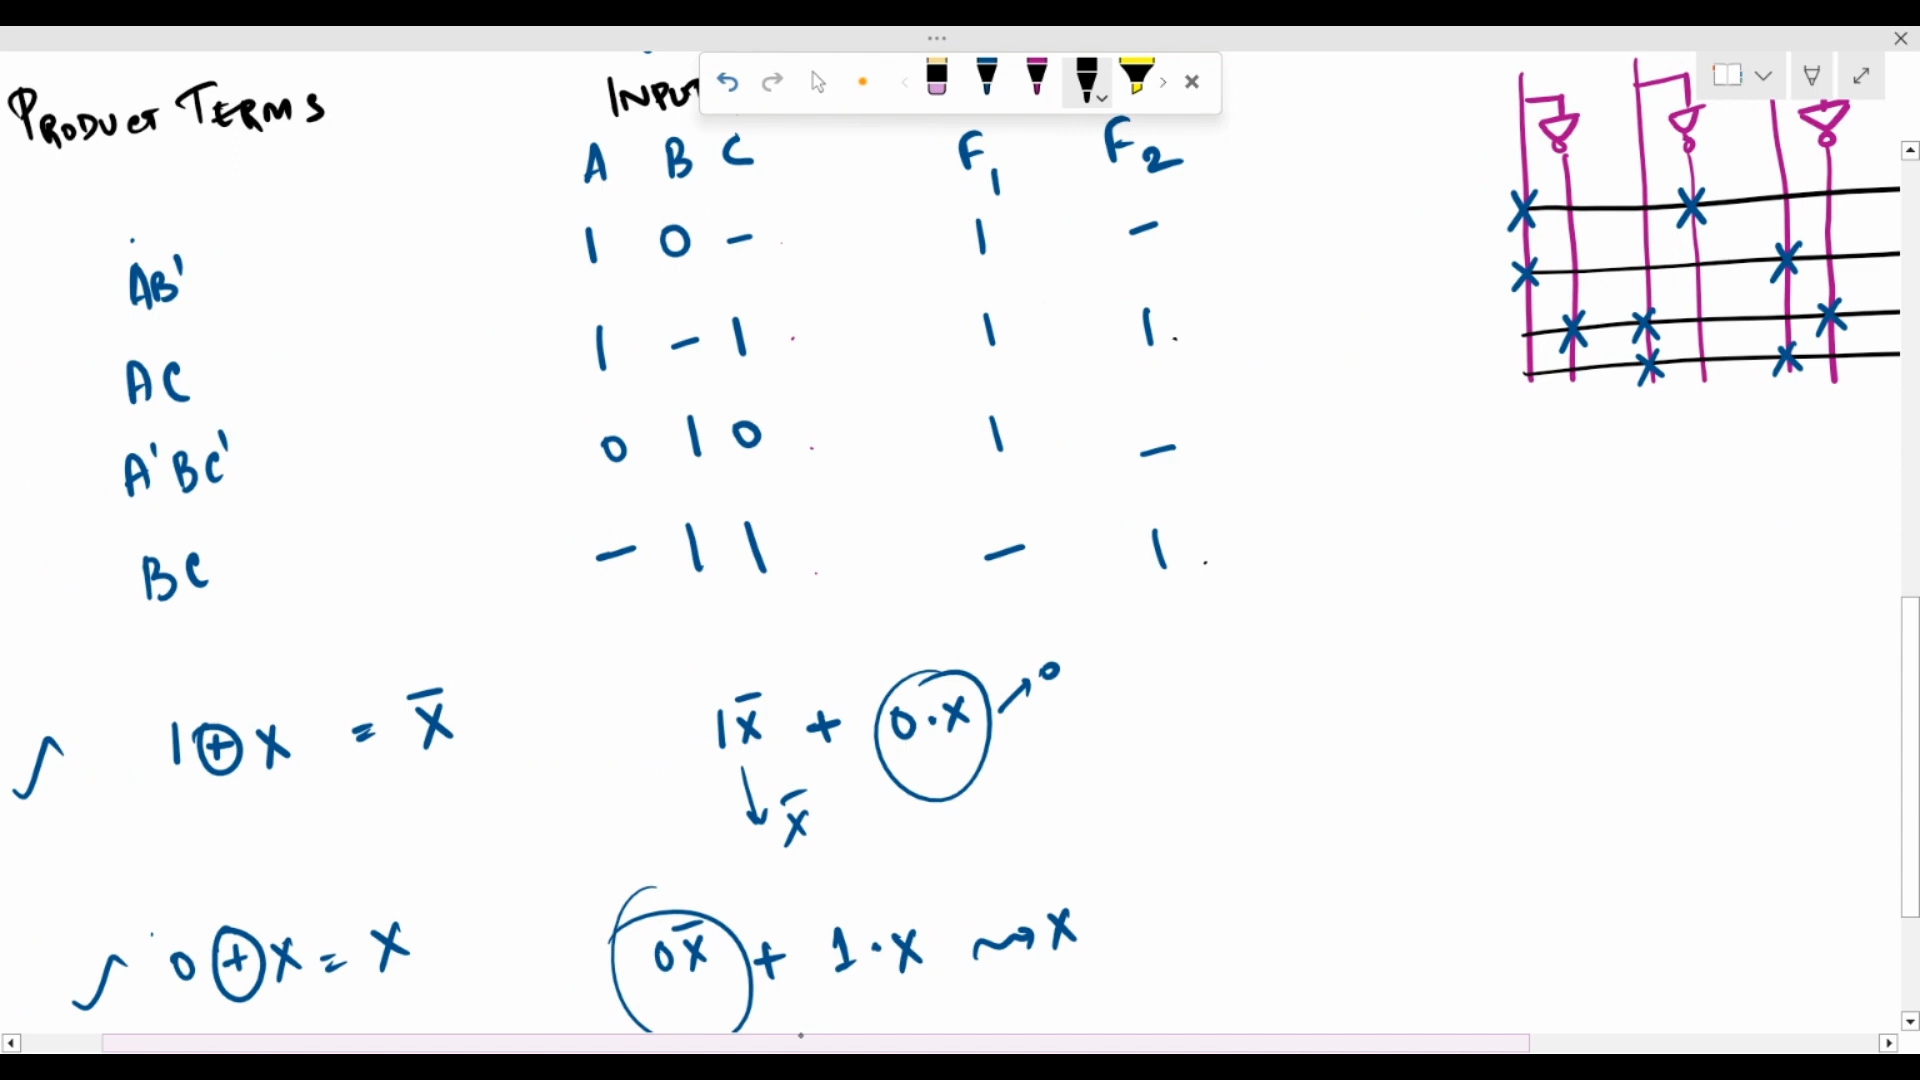 PRODUCT TERMS INPUT
A B C F1 F2
AB' 1 0 - 1 -
AC 1 - 1 1 1
A'BC' 0 1 0 1 -
BC - 1 1 - 1
1 ⊕ X = X̄ 1X̄ + 0·X → 0
↓ X̄
0 ⊕ X = X 0X̄ + 1·X ⇝ X